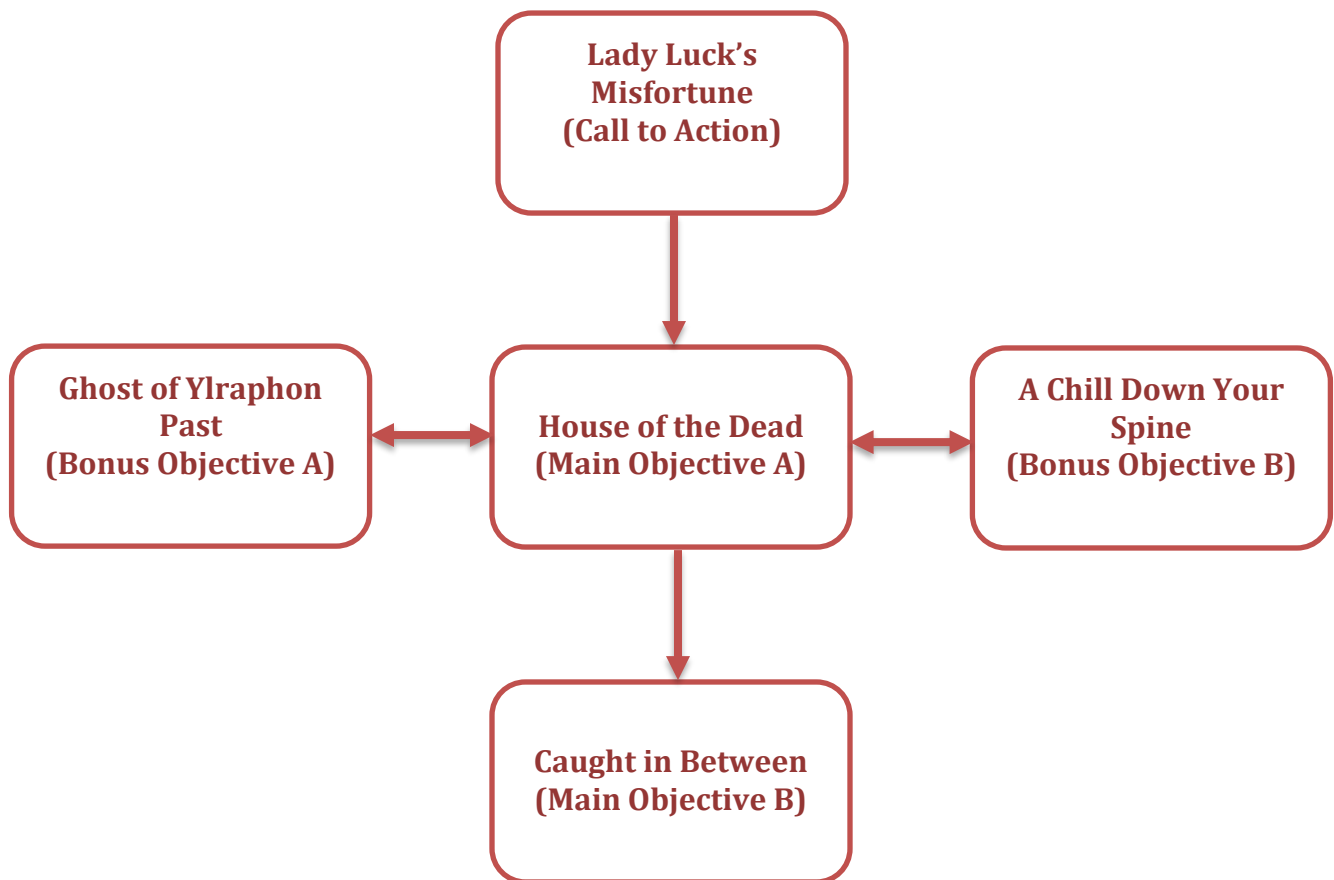 Lady Luck’s
Misfortune
(Call to Action)
Ghost of Ylraphon
Past
(Bonus Objective A)
House of the Dead
(Main Objective A)
A Chill Down Your
Spine
(Bonus Objective B)
Caught in Between
(Main Objective B)